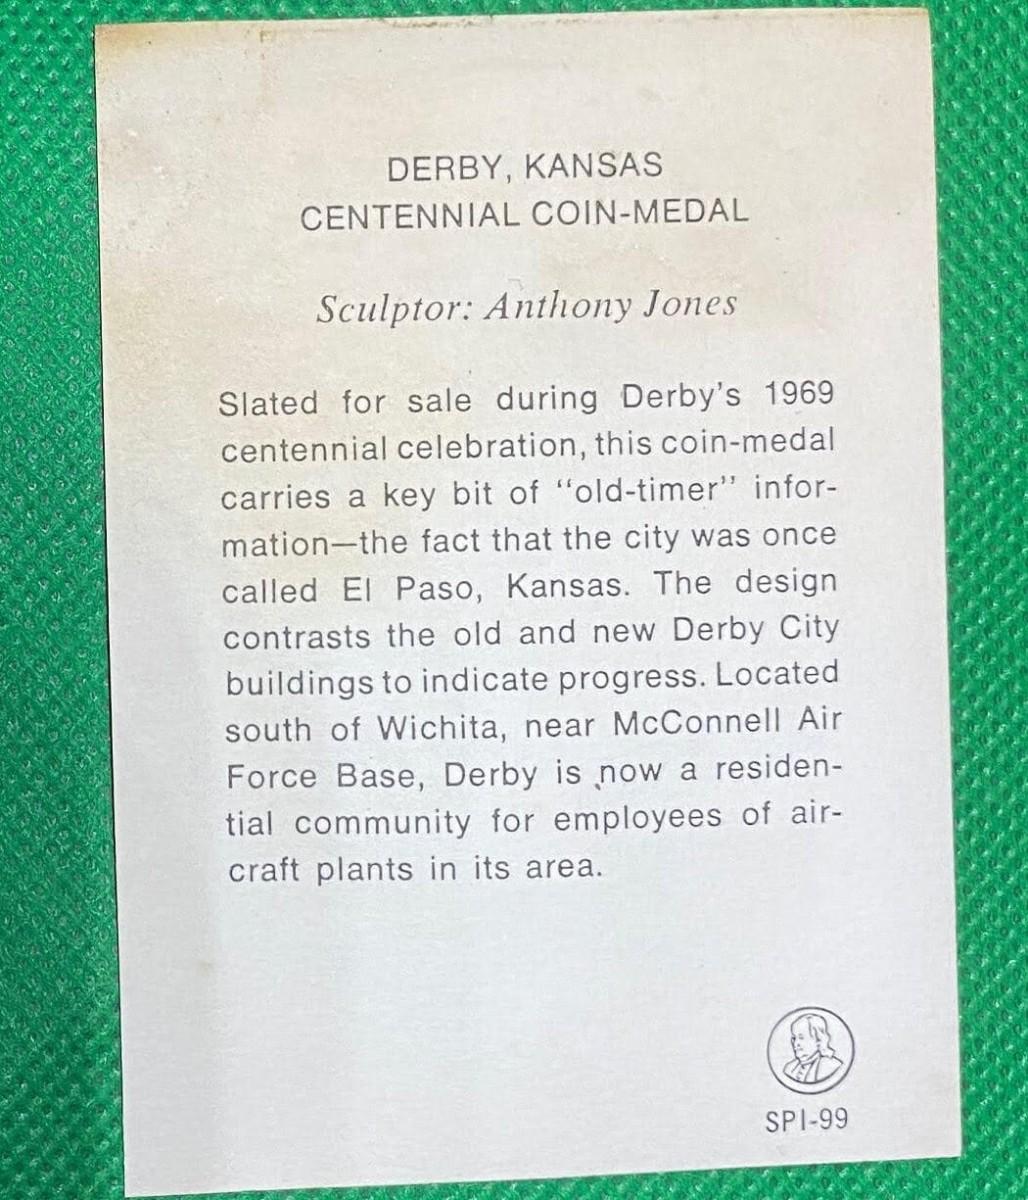 DERBY, KANSAS
CENTENNIAL COIN-MEDAL
Sculptor: Anthony Jones
Slated for sale during Derby's 1969
centennial celebration, this coin-medal
carries a key bit of "old-timer" infor-
mation—the fact that the city was once
called El Paso, Kansas. The design
contrasts the old and new Derby City
buildings to indicate progress. Located
south of Wichita, near McConnell Air
Force Base, Derby is now a residen-
tial community for employees of air-
craft plants in its area.
SPI-99